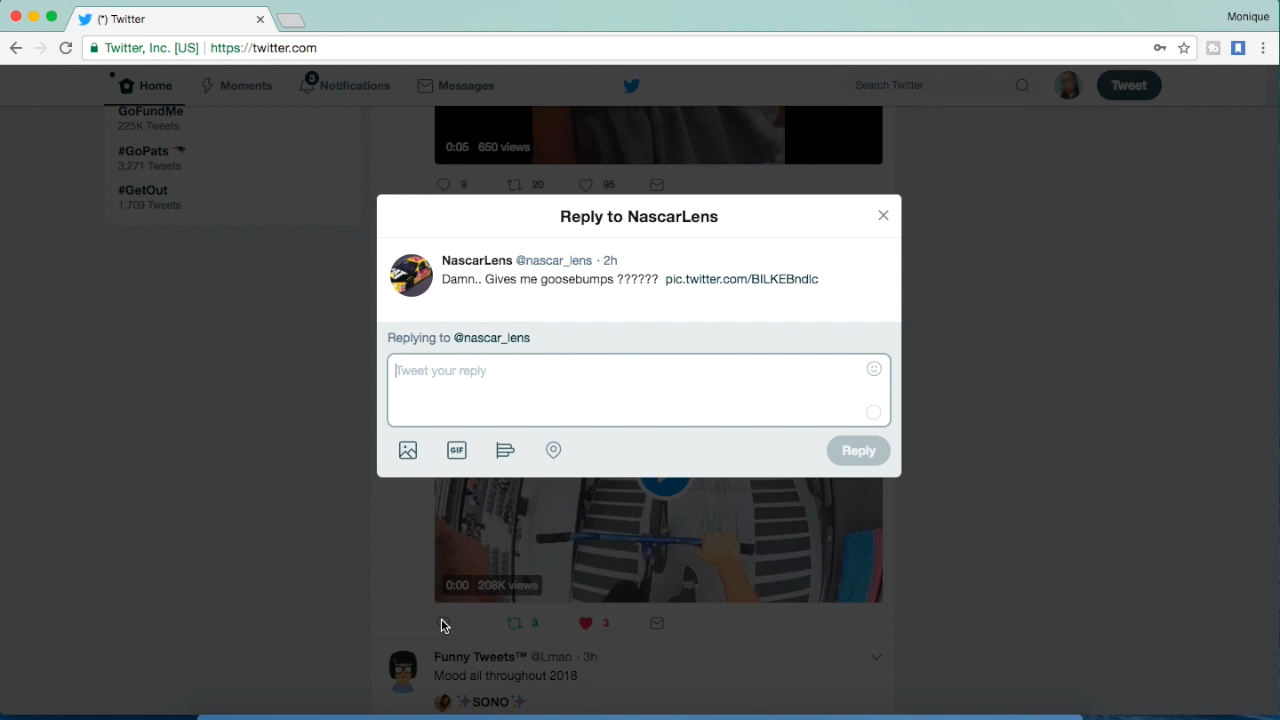 (*) Twitter
Monique
Twitter, Inc. [US] https://twitter.com
Home
Moments
3
Notifications
Messages
Search Twitter
Tweet
GoFundMe
225K Tweets
#GoPats
3,271 Tweets
#GetOut
1,709 Tweets
0:05 650 views
9 20 95
Reply to NascarLens
NascarLens @nascar_lens · 2h
Damn.. Gives me goosebumps ?????? pic.twitter.com/BILKEBndlc
Replying to @nascar_lens
Tweet your reply
GIF
Reply
0:00 208K views
3 3
Funny Tweets™ @Lmao · 3h
Mood all throughout 2018
✨SONO✨